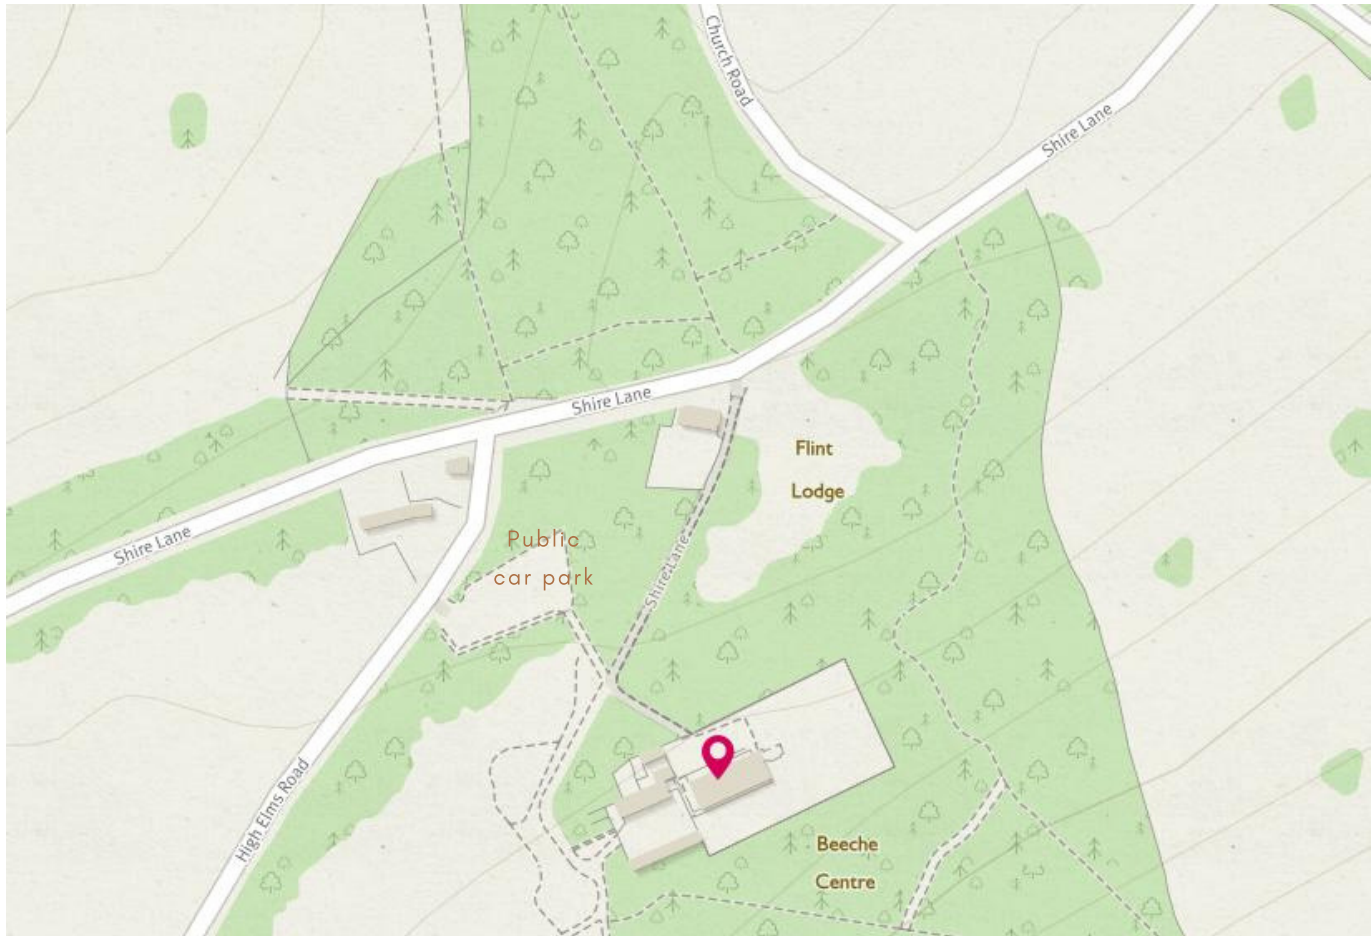 Church Road
Shire Lane
Shire Lane
Flint
Lodge
Shire Lane
Public
car park
Shire Lane
High Elms Road
Beeche
Centre